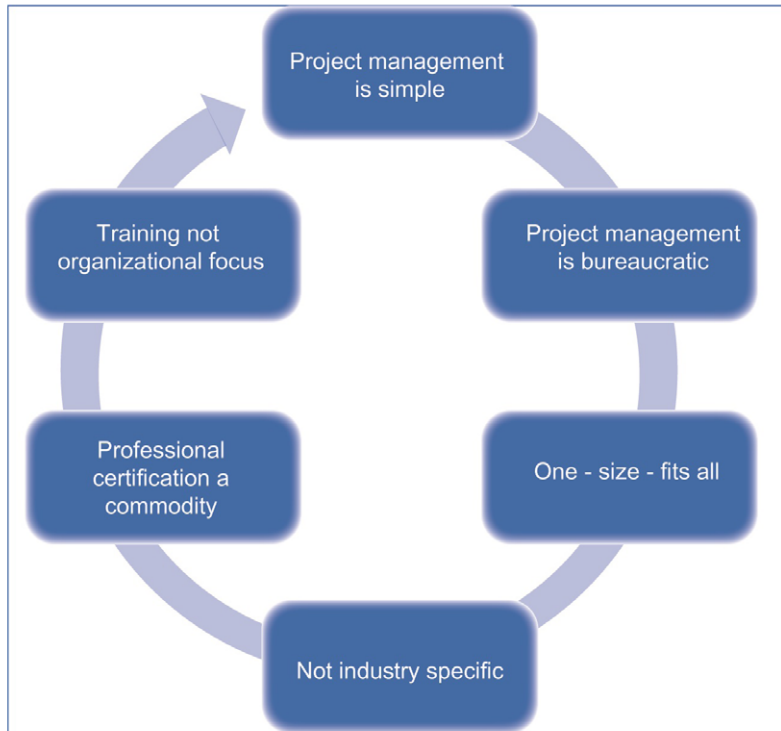 Project management
is simple
Project management
is bureaucratic
One - size - fits all
Not industry specific
Professional
certification a
commodity
Training not
organizational focus